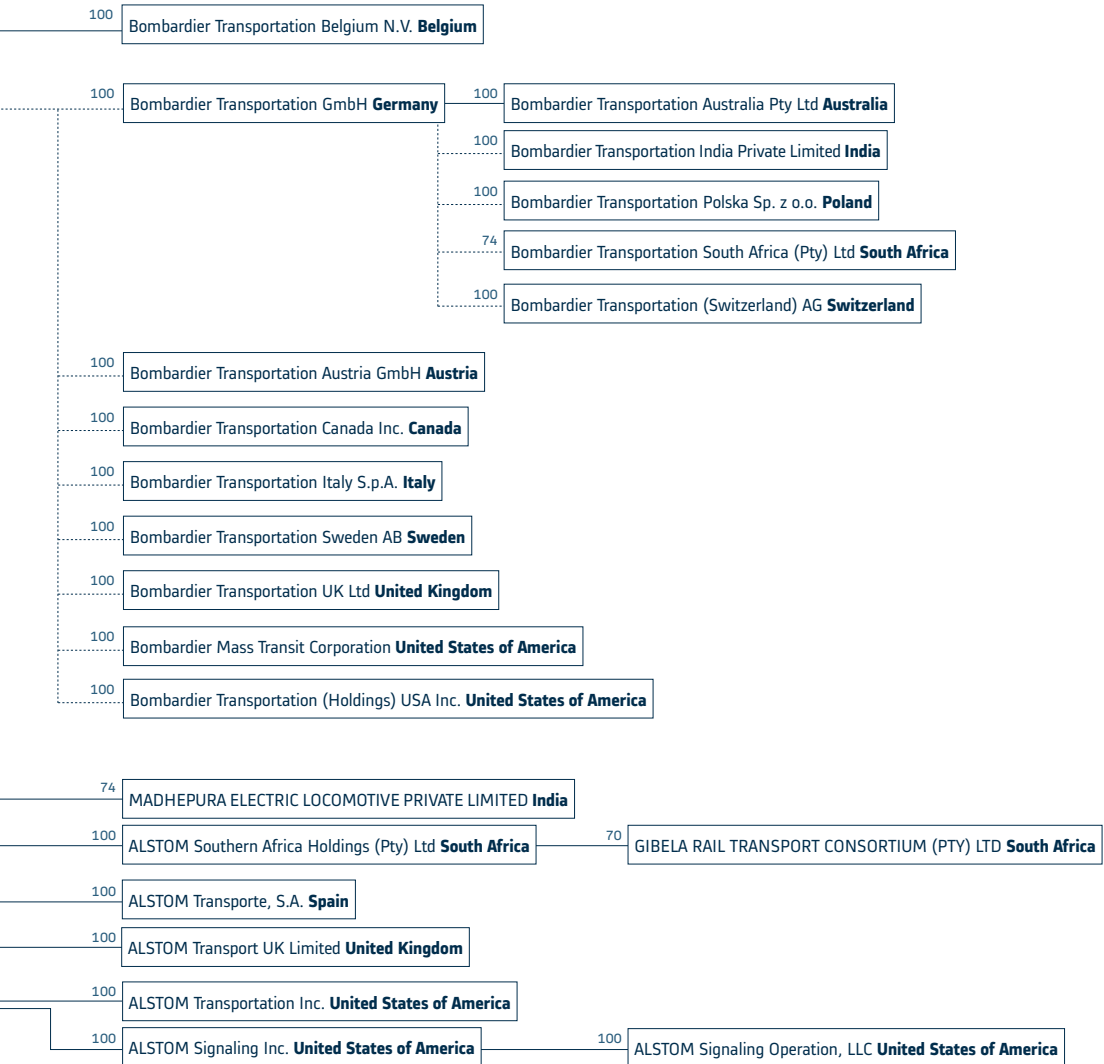 100
Bombardier Transportation Belgium N.V. Belgium
100
Bombardier Transportation GmbH Germany
100
Bombardier Transportation Australia Pty Ltd Australia
100
Bombardier Transportation India Private Limited India
100
Bombardier Transportation Polska Sp. z o.o. Poland
74
Bombardier Transportation South Africa (Pty) Ltd South Africa
100
Bombardier Transportation (Switzerland) AG Switzerland
100
Bombardier Transportation Austria GmbH Austria
100
Bombardier Transportation Canada Inc. Canada
100
Bombardier Transportation Italy S.p.A. Italy
100
Bombardier Transportation Sweden AB Sweden
100
Bombardier Transportation UK Ltd United Kingdom
100
Bombardier Mass Transit Corporation United States of America
100
Bombardier Transportation (Holdings) USA Inc. United States of America
74
MADHEPURA ELECTRIC LOCOMOTIVE PRIVATE LIMITED India
100
ALSTOM Southern Africa Holdings (Pty) Ltd South Africa
70
GIBELA RAIL TRANSPORT CONSORTIUM (PTY) LTD South Africa
100
ALSTOM Transporte, S.A. Spain
100
ALSTOM Transport UK Limited United Kingdom
100
ALSTOM Transportation Inc. United States of America
100
ALSTOM Signaling Inc. United States of America
100
ALSTOM Signaling Operation, LLC United States of America